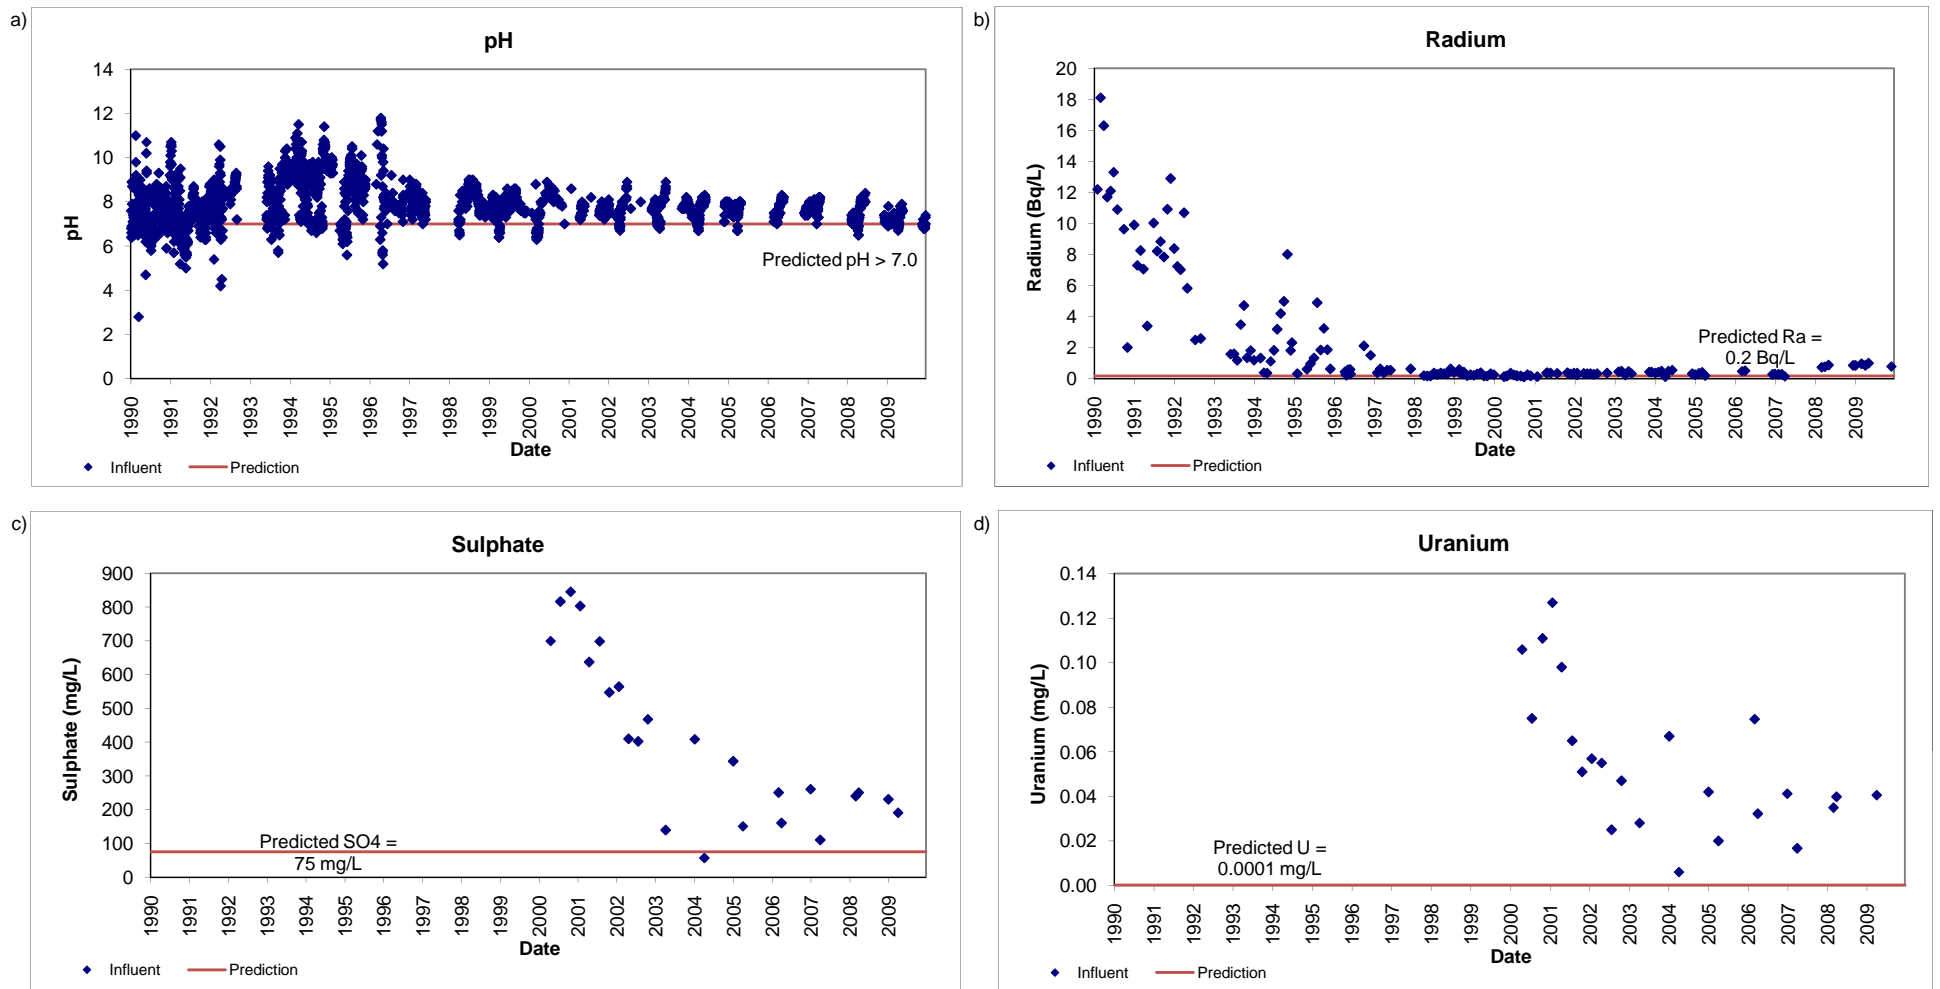 a)
pH
14
12
10
8
6
4
2
0
pH
Predicted pH > 7.0
1990 1991 1992 1993 1994 1995 1996 1997 1998 1999 2000 2001 2002 2003 2004 2005 2006 2007 2008 2009
Date
Influent Prediction
b)
Radium
20
18
16
14
12
10
8
6
4
2
0
Radium (Bq/L)
Predicted Ra =
0.2 Bq/L
1990 1991 1992 1993 1994 1995 1996 1997 1998 1999 2000 2001 2002 2003 2004 2005 2006 2007 2008 2009
Date
Influent Prediction
c)
Sulphate
900
800
700
600
500
400
300
200
100
0
Sulphate (mg/L)
Predicted SO4 =
75 mg/L
1990 1991 1992 1993 1994 1995 1996 1997 1998 1999 2000 2001 2002 2003 2004 2005 2006 2007 2008 2009
Date
Influent Prediction
d)
Uranium
0.14
0.12
0.10
0.08
0.06
0.04
0.02
0.00
Uranium (mg/L)
Predicted U =
0.0001 mg/L
1990 1991 1992 1993 1994 1995 1996 1997 1998 1999 2000 2001 2002 2003 2004 2005 2006 2007 2008 2009
Date
Influent Prediction